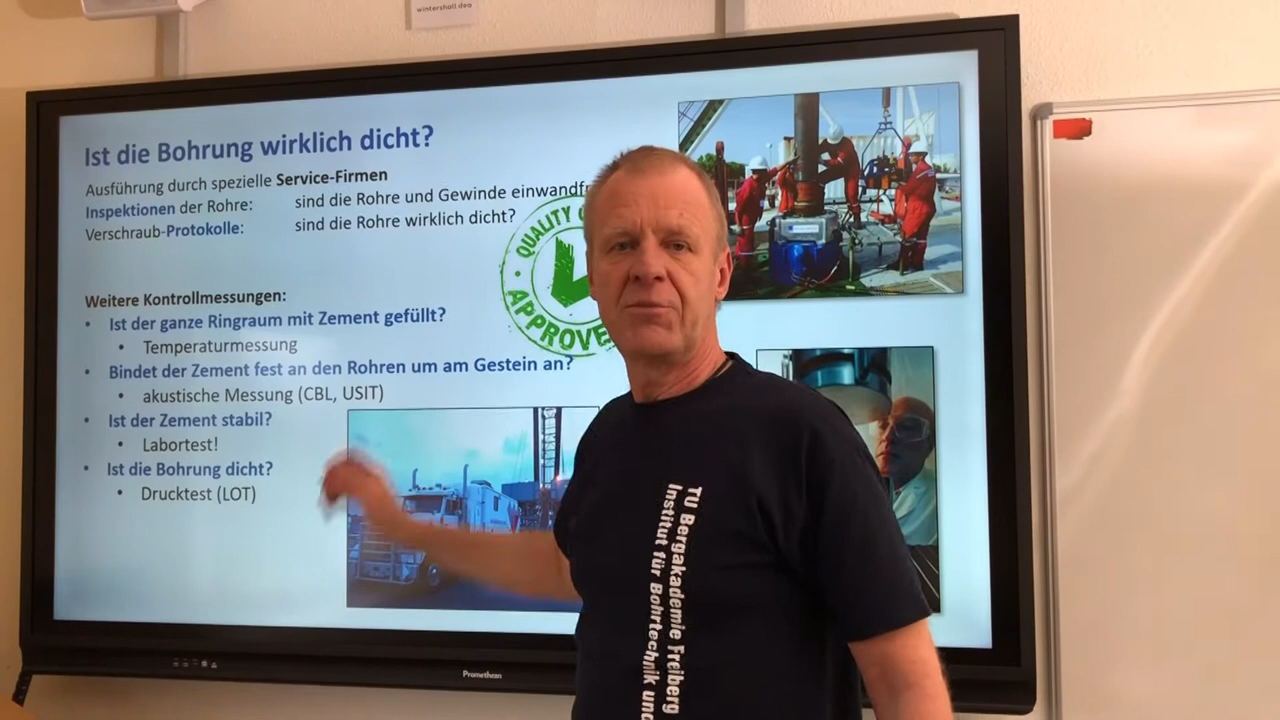 wintershall dea
Ist die Bohrung wirklich dicht?
Ausführung durch spezielle Service-Firmen
Inspektionen der Rohre: sind die Rohre und Gewinde einwandfr
Verschraub-Protokolle: sind die Rohre wirklich dicht?
QUALITY
APPROVE
Weitere Kontrollmessungen:
• Ist der ganze Ringraum mit Zement gefüllt?
• Temperaturmessung
• Bindet der Zement fest an den Rohren um am Gestein an?
• akustische Messung (CBL, USIT)
• Ist der Zement stabil?
• Labortest!
• Ist die Bohrung dicht?
• Drucktest (LOT)
TU Bergakademie Freiberg
Institut für Bohrtechnik und
Promethean